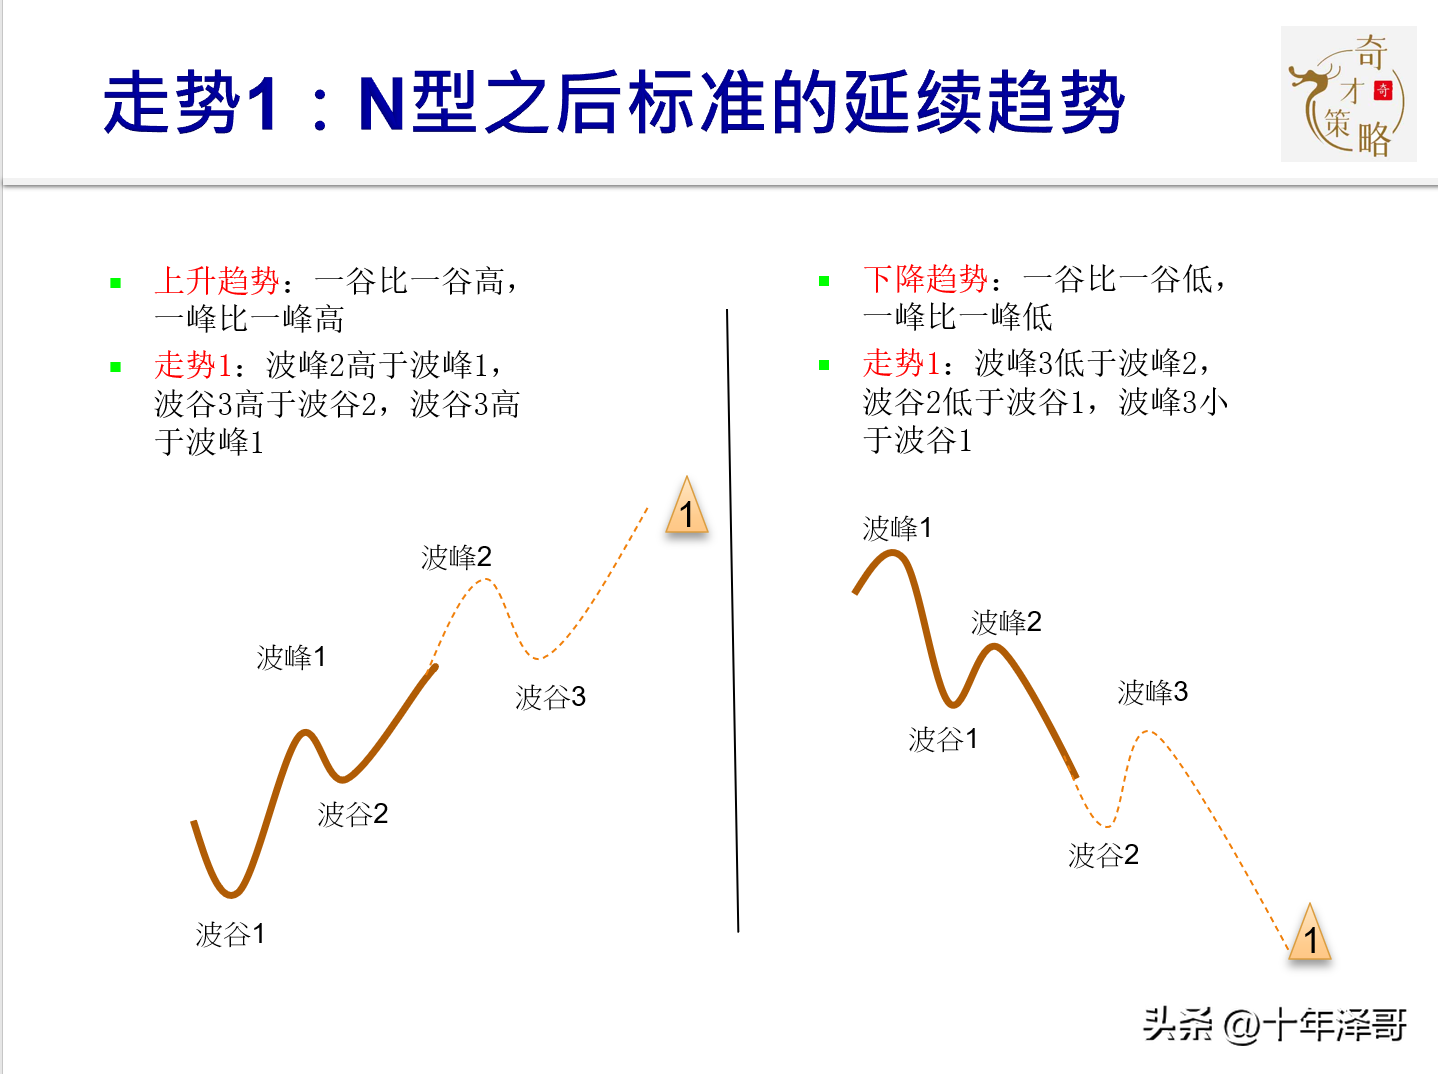 走势1：N型之后标准的延续趋势
奇
才
奇
策
略
上升趋势：一谷比一谷高，
一峰比一峰高
走势1：波峰2高于波峰1，
波谷3高于波谷2，波谷3高
于波峰1
下降趋势：一谷比一谷低，
一峰比一峰低
走势1：波峰3低于波峰2，
波谷2低于波谷1，波峰3小
于波谷1
1
波峰2
波峰1
波谷3
波谷2
波谷1
波峰1
波峰2
波峰3
波谷1
波谷2
1
头条 @十年泽哥